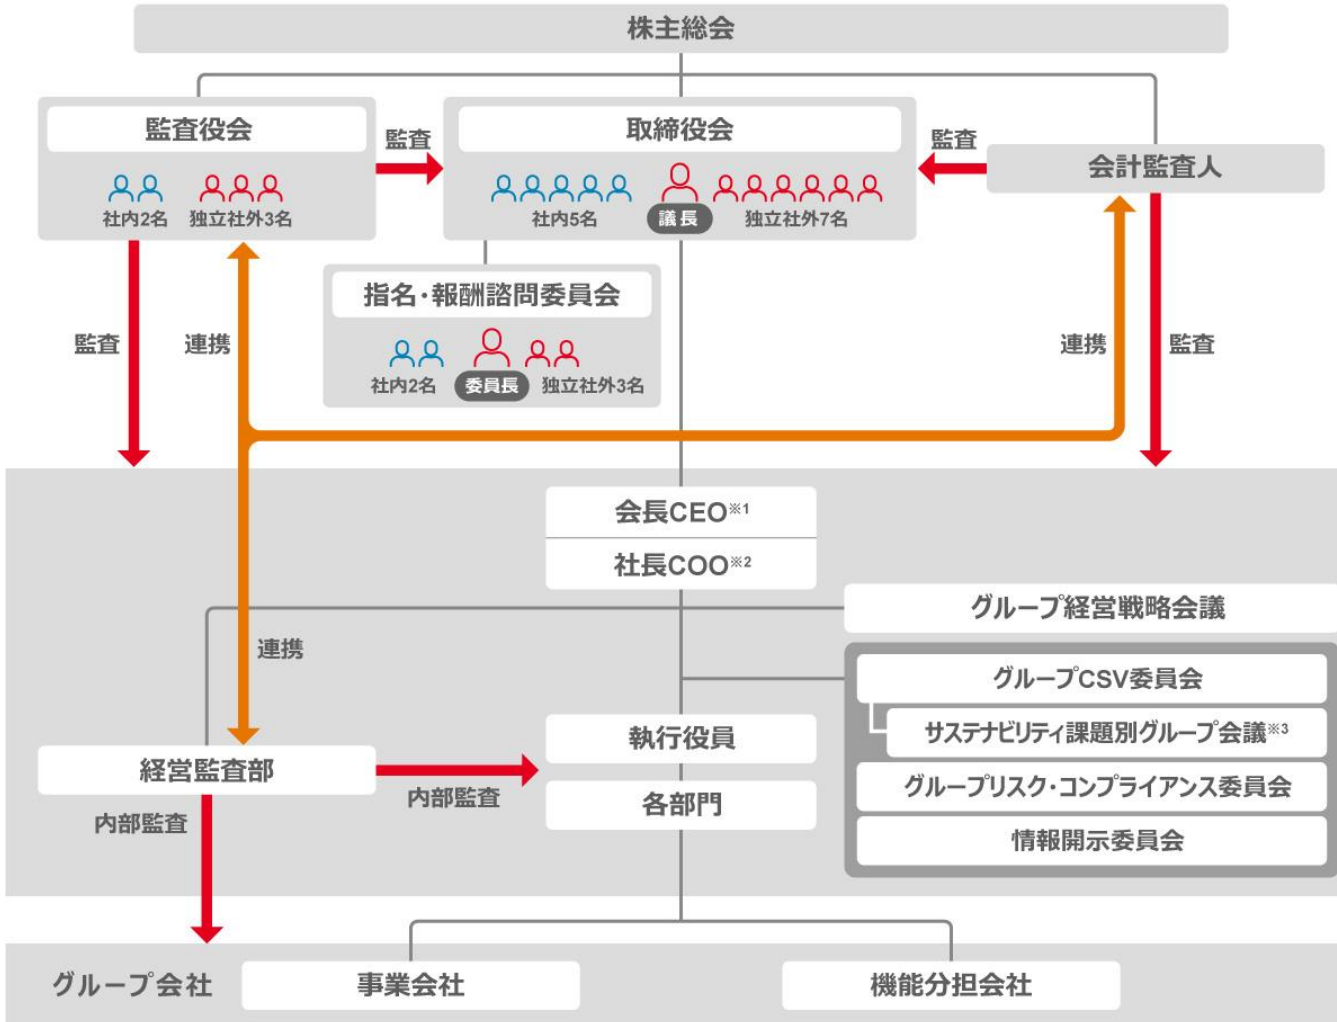 株主総会
監査役会
社内2名
独立社外3名
監査
取締役会
社内5名
議長
独立社外7名
監査
会計監査人
指名・報酬諮問委員会
社内2名
委員長
独立社外3名
監査
連携
連携
監査
会長CEO※1
社長COO※2
グループ経営戦略会議
連携
グループCSV委員会
サステナビリティ課題別グループ会議※3
グループリスク・コンプライアンス委員会
情報開示委員会
執行役員
各部門
経営監査部
内部監査
内部監査
グループ会社
事業会社
機能分担会社